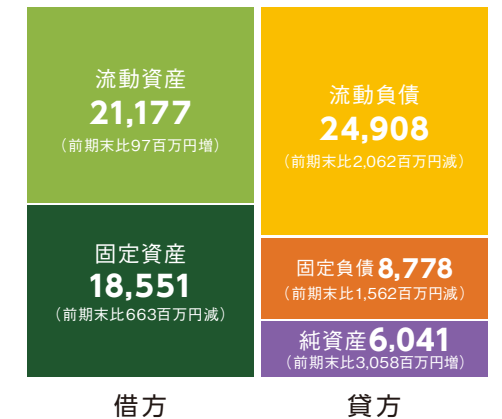 流動資産
21,177
（前期末比97百万円増）
固定資産
18,551
（前期末比663百万円減）
借方
流動負債
24,908
（前期末比2,062百万円減）
固定負債8,778
（前期末比1,562百万円減）
純資産6,041
（前期末比3,058百万円増）
貸方